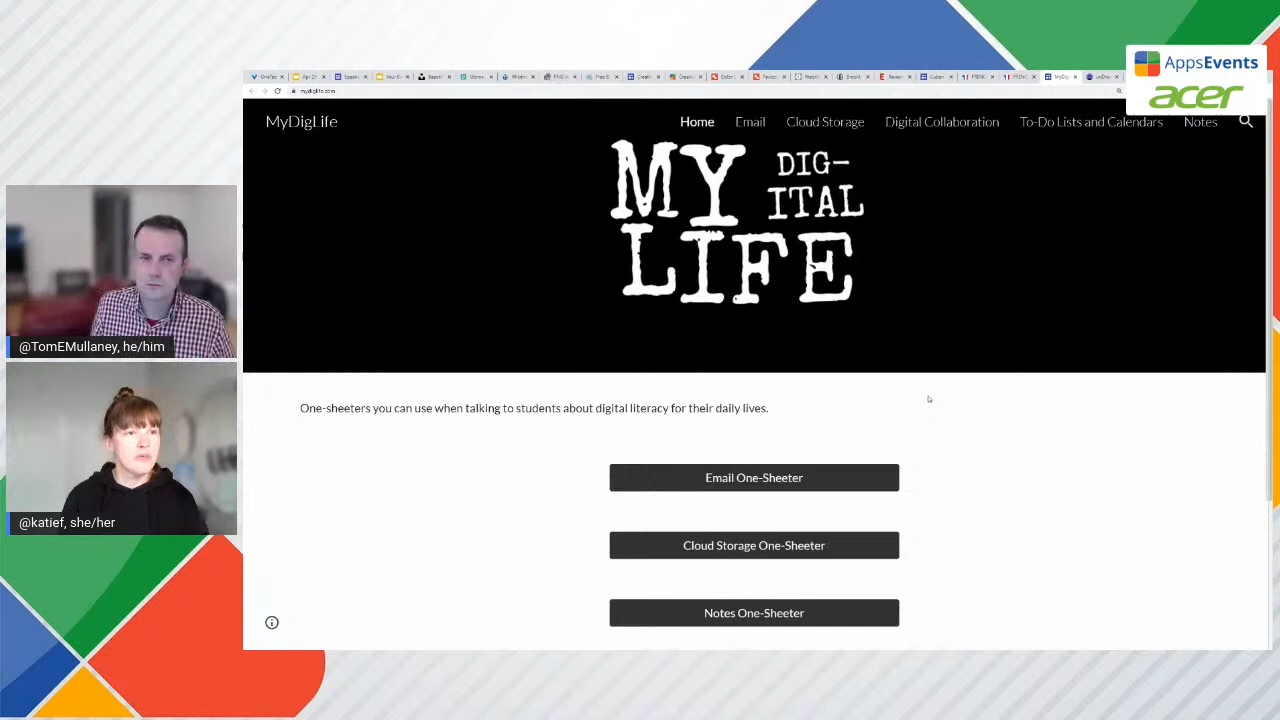 AppsEvents
acer
mydiglife.com
MyDigLife
Home
Email
Cloud Storage
Digital Collaboration
To-Do Lists and Calendars
Notes
MY DIG-
ITAL
LIFE
One-sheeters you can use when talking to students about digital literacy for their daily lives.
Email One-Sheeter
Cloud Storage One-Sheeter
Notes One-Sheeter
@TomEMullaney, he/him
@katief, she/her